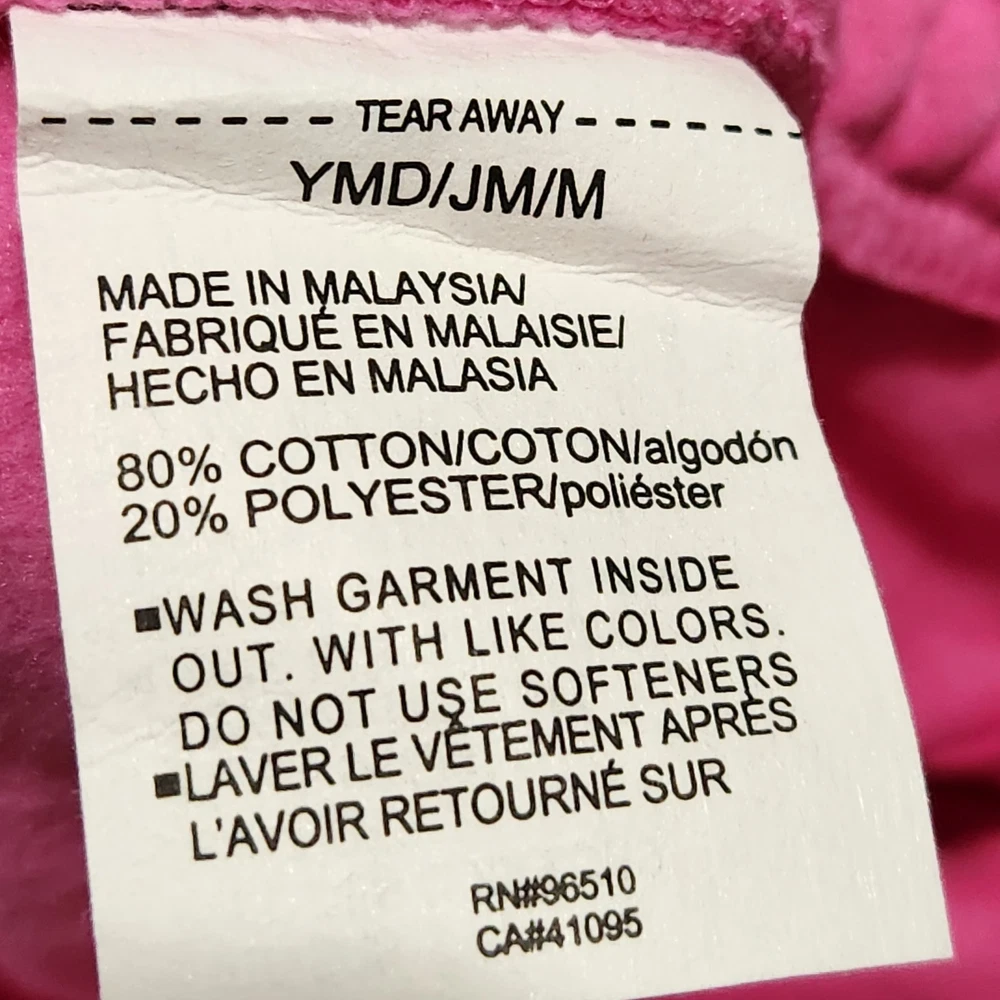 - - - - - - - TEAR AWAY - - - - - -
YMD/JM/M
MADE IN MALAYSIA/
FABRIQUÉ EN MALAISIE/
HECHO EN MALASIA
80% COTTON/COTON/algodón
20% POLYESTER/poliéster
■WASH GARMENT INSIDE
OUT. WITH LIKE COLORS.
DO NOT USE SOFTENERS
■LAVER LE VÊTEMENT APRÈS
L'AVOIR RETOURNÉ SUR
RN#96510
CA#41095